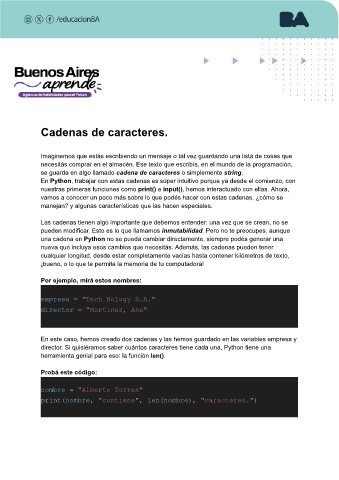 /educacionBA
BA
Buenos Aires
aprende
Agencia de Habilidades para el Futuro
Cadenas de caracteres.
Imaginemos que estás escribiendo un mensaje o tal vez guardando una lista de cosas que
necesitás comprar en el almacén. Ese texto que escribís, en el mundo de la programación,
se guarda en algo llamado cadena de caracteres o simplemente string.
En Python, trabajar con estas cadenas es súper intuitivo porque ya desde el comienzo, con
nuestras primeras funciones como print() e input(), hemos interactuado con ellas. Ahora,
vamos a conocer un poco más sobre lo que podés hacer con estas cadenas, ¿cómo se
manejan? y algunas características que las hacen especiales.
Las cadenas tienen algo importante que debemos entender: una vez que se crean, no se
pueden modificar. Esto es lo que llamamos inmutabilidad. Pero no te preocupes, aunque
una cadena en Python no se pueda cambiar directamente, siempre podés generar una
nueva que incluya esos cambios que necesitás. Además, las cadenas pueden tener
cualquier longitud, desde estar completamente vacías hasta contener kilómetros de texto,
¡bueno, o lo que te permita la memoria de tu computadora!
Por ejemplo, mirá estos nombres:
empresa = "Tech Nology S.A."
director = "Martínez, Ana"
En este caso, hemos creado dos cadenas y las hemos guardado en las variables empresa y
director. Si quisiéramos saber cuántos caracteres tiene cada una, Python tiene una
herramienta genial para eso: la función len().
Probá este código:
nombre = "Alberto Torres"
print(nombre, "contiene", len(nombre), "caracteres.")